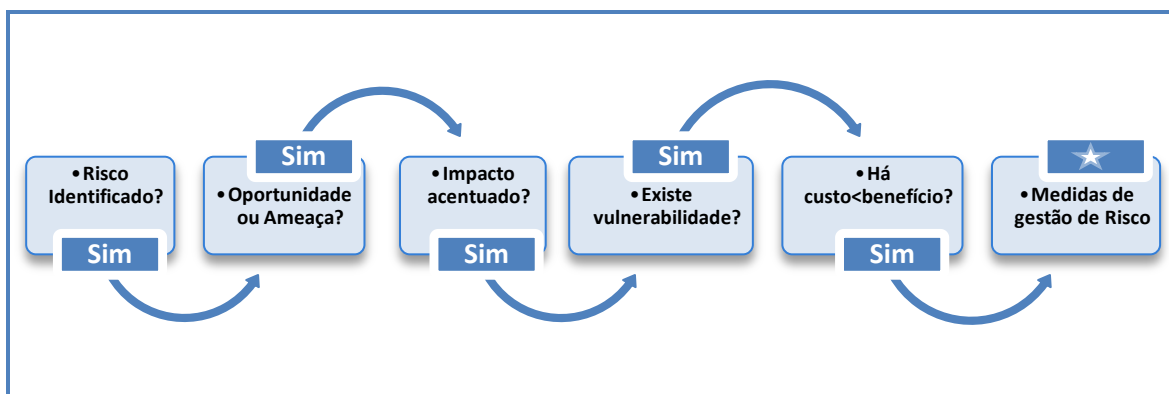 • Risco
Identificado?
Sim
Sim
• Oportunidade
ou Ameaça?
• Impacto
acentuado?
Sim
Sim
• Existe
vulnerabilidade?
• Há
custo<benefício?
Sim
• Medidas de
gestão de Risco